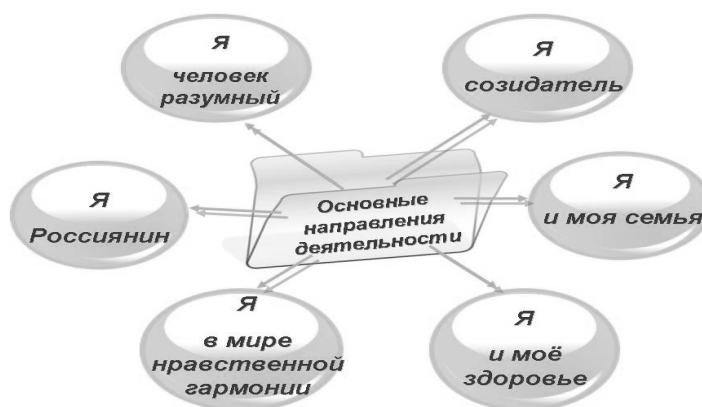 Я
человек
разумный
Я
созидатель
Я
Россиянин
Основные
направления
деятельности
Я
и моя семья
Я
в мире
нравственной
гармонии
Я
и моё
здоровье